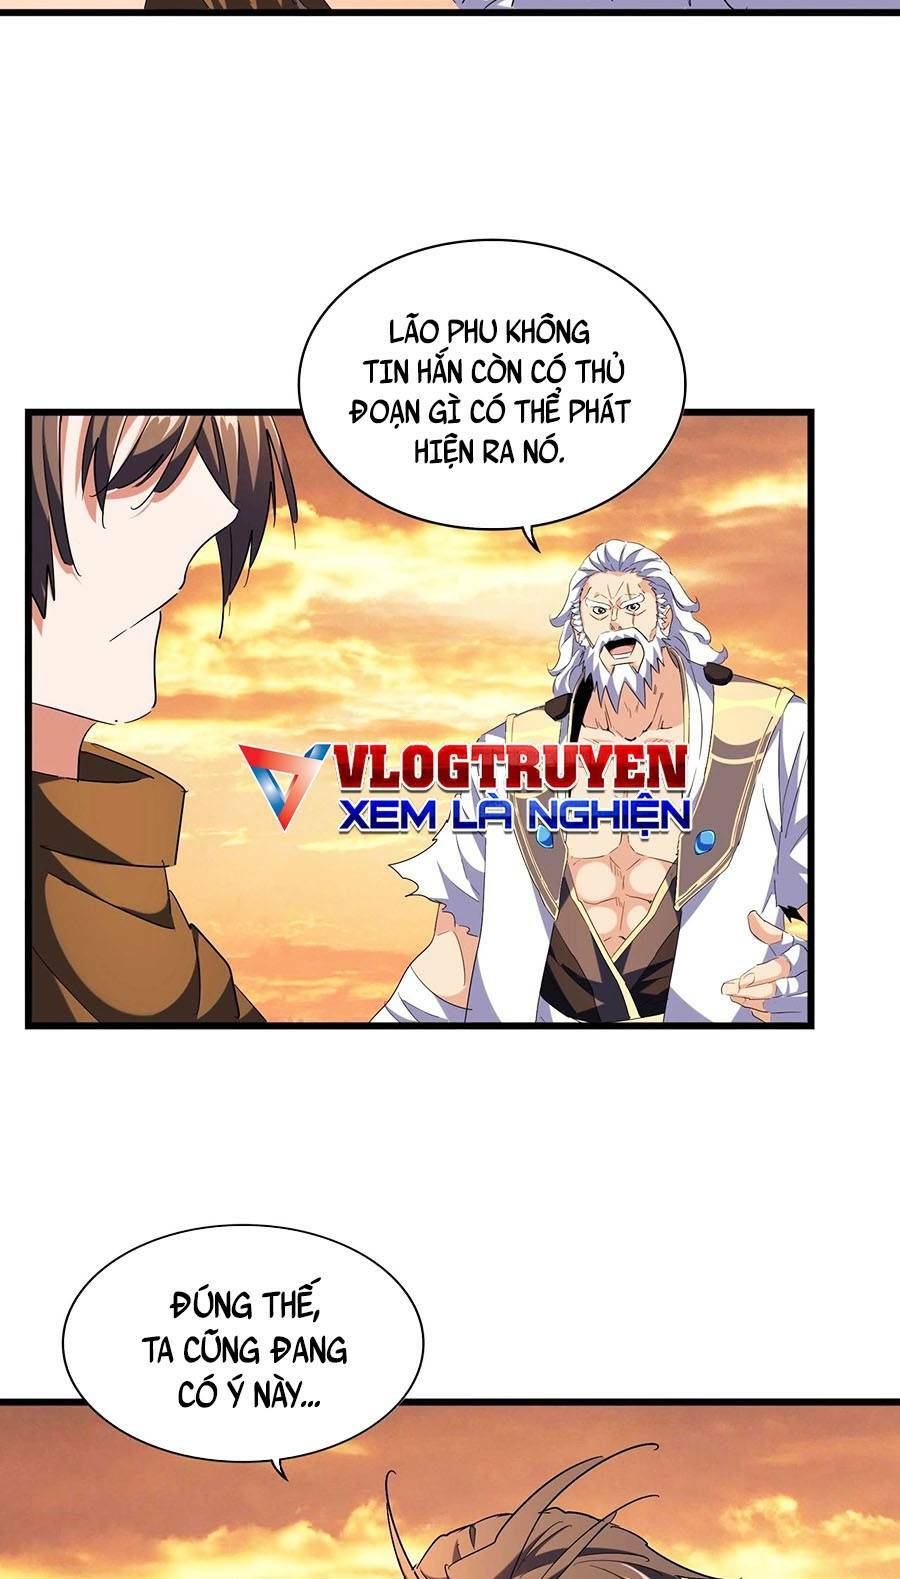 LÃO PHU KHÔNG
TIN HẮN CÒN CÓ THỦ
ĐOẠN GÌ CÓ THỂ PHÁT
HIỆN RA NÓ.
VLOGTRUYEN
XEM LÀ NGHIỆN
ĐÚNG THẾ,
TA CŨNG ĐANG
CÓ Ý NÀY...